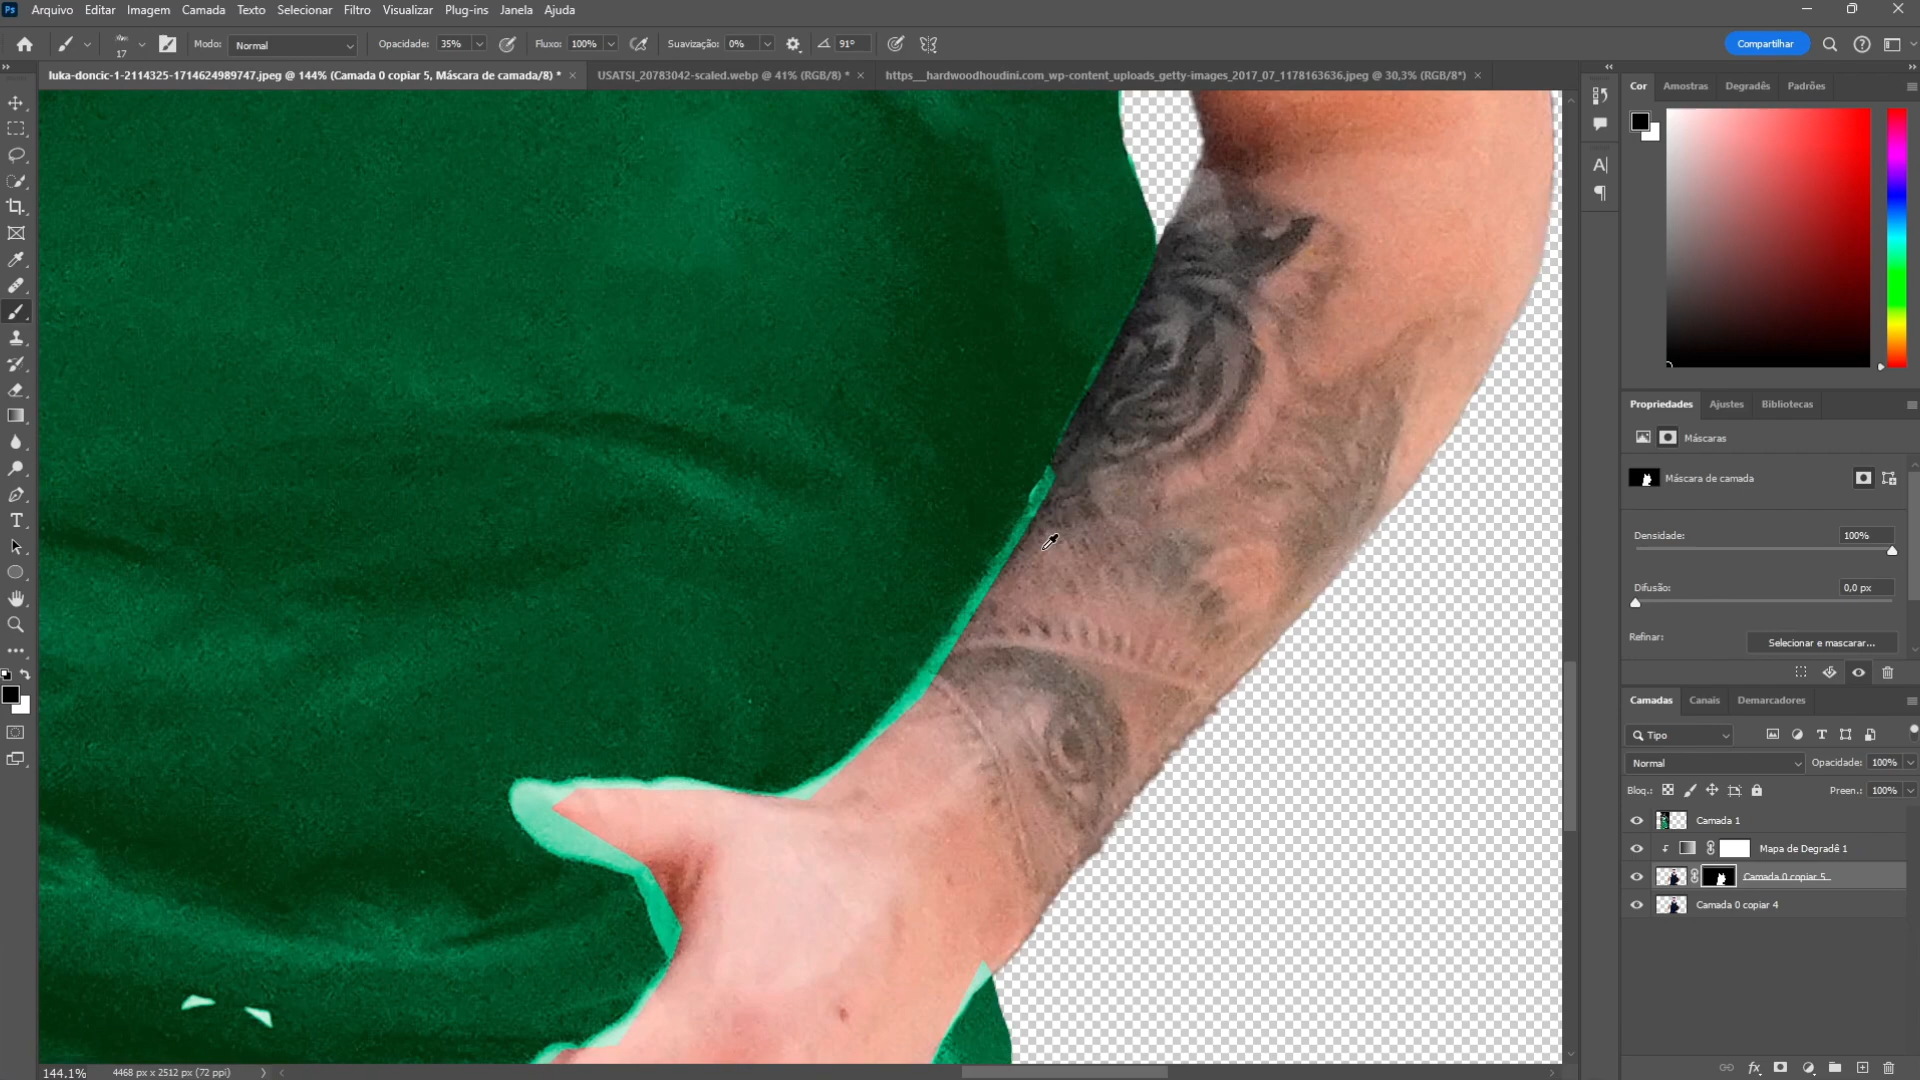 Ps Arquivo Editar Imagem Camada Texto Selecionar Filtro Visualizar Plug-ins Janela Ajuda
17 Modo: Normal Opacidade: 35% Fluxo: 100% Suavização: 0% 91° Compartilhar
luka-doncic-1-2114325-1714624989747.jpeg @ 144% (Camada 0 copiar 5, Máscara de camada/8) * USATSI_20783042-scaled.webp @ 41% (RGB/8) * https__hardwoodhoudini.com_wp-content_uploads_getty-images_2017_07_1178163636.jpeg @ 30,3% (RGB/8*)
Cor Amostras Degradês Padrões
Propriedades Ajustes Bibliotecas
Máscaras
Máscara de camada
Densidade: 100%
Difusão: 0,0 px
Refinar: Selecionar e mascarar...
Camadas Canais Demarcadores
Tipo
Normal Opacidade: 100%
Bloq.: Preen.: 100%
Camada 1
Mapa de Degradê 1
Camada 0 copiar 5
Camada 0 copiar 4
144.1% 4468 px x 2512 px (72 ppi)